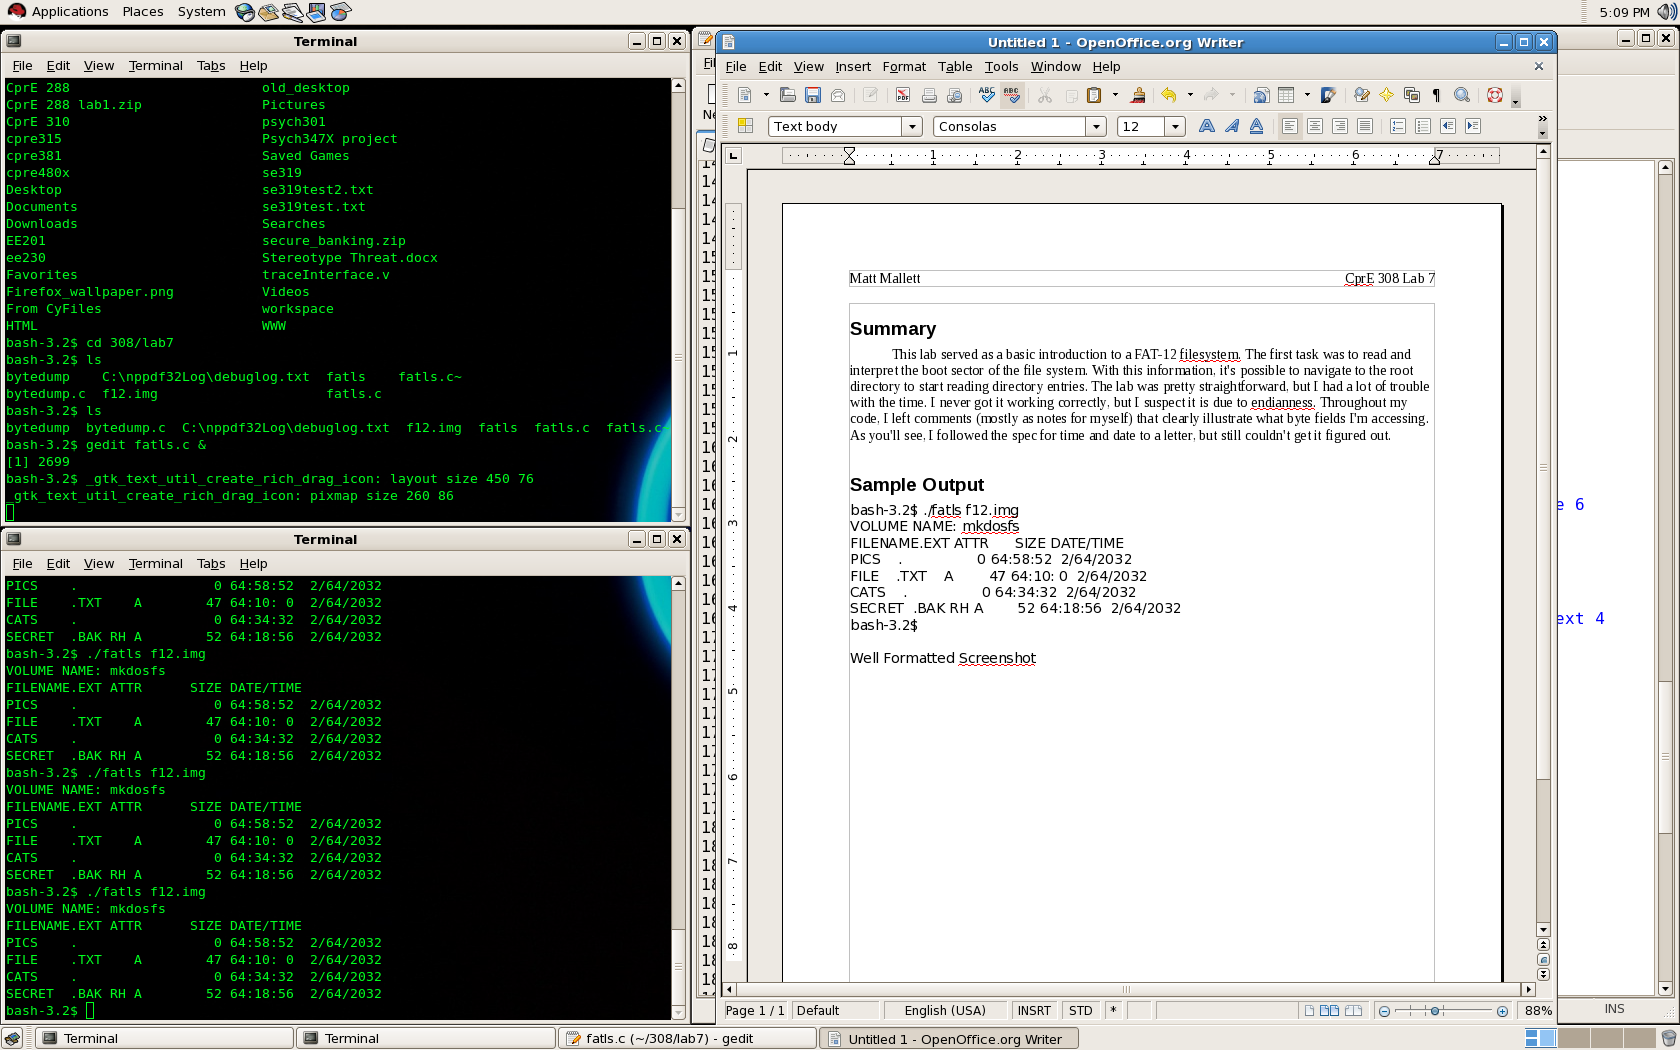 Applications Places System 5:09 PM
Terminal
File Edit View Terminal Tabs Help
CprE 288 old_desktop
CprE 288 lab1.zip Pictures
CprE 310 psych301
cpre315 Psych347X project
cpre381 Saved Games
cpre480x se319
Desktop se319test2.txt
Documents se319test.txt
Downloads Searches
EE201 secure_banking.zip
ee230 Stereotype Threat.docx
Favorites traceInterface.v
Firefox_wallpaper.png Videos
From CyFiles workspace
HTML WWW
bash-3.2$ cd 308/lab7
bash-3.2$ ls
bytedump C:\nppdf32Log\debuglog.txt fatls fatls.c~
bytedump.c f12.img fatls.c
bash-3.2$ ls
bytedump bytedump.c C:\nppdf32Log\debuglog.txt f12.img fatls fatls.c fatls.c~
bash-3.2$ gedit fatls.c &
[1] 2699
bash-3.2$ _gtk_text_util_create_rich_drag_icon: layout size 450 76
_gtk_text_util_create_rich_drag_icon: pixmap size 260 86
Terminal
File Edit View Terminal Tabs Help
PICS . 0 64:58:52 2/64/2032
FILE .TXT A 47 64:10: 0 2/64/2032
CATS . 0 64:34:32 2/64/2032
SECRET .BAK RH A 52 64:18:56 2/64/2032
bash-3.2$ ./fatls f12.img
VOLUME NAME: mkdosfs
FILENAME.EXT ATTR SIZE DATE/TIME
PICS . 0 64:58:52 2/64/2032
FILE .TXT A 47 64:10: 0 2/64/2032
CATS . 0 64:34:32 2/64/2032
SECRET .BAK RH A 52 64:18:56 2/64/2032
bash-3.2$ ./fatls f12.img
VOLUME NAME: mkdosfs
FILENAME.EXT ATTR SIZE DATE/TIME
PICS . 0 64:58:52 2/64/2032
FILE .TXT A 47 64:10: 0 2/64/2032
CATS . 0 64:34:32 2/64/2032
SECRET .BAK RH A 52 64:18:56 2/64/2032
bash-3.2$ ./fatls f12.img
VOLUME NAME: mkdosfs
FILENAME.EXT ATTR SIZE DATE/TIME
PICS . 0 64:58:52 2/64/2032
FILE .TXT A 47 64:10: 0 2/64/2032
CATS . 0 64:34:32 2/64/2032
SECRET .BAK RH A 52 64:18:56 2/64/2032
bash-3.2$
Untitled 1 - OpenOffice.org Writer
File Edit View Insert Format Table Tools Window Help
Text body Consolas 12
1 2 3 4 5 6 7
Matt Mallett CprE 308 Lab 7
Summary
This lab served as a basic introduction to a FAT-12 filesystem. The first task was to read and
interpret the boot sector of the file system. With this information, it's possible to navigate to the root
directory to start reading directory entries. The lab was pretty straightforward, but I had a lot of trouble
with the time. I never got it working correctly, but I suspect it is due to endianness. Throughout my
code, I left comments (mostly as notes for myself) that clearly illustrate what byte fields I'm accessing.
As you'll see, I followed the spec for time and date to a letter, but still couldn't get it figured out.
Sample Output
bash-3.2$ ./fatls f12.img
VOLUME NAME: mkdosfs
FILENAME.EXT ATTR SIZE DATE/TIME
PICS . 0 64:58:52 2/64/2032
FILE .TXT A 47 64:10: 0 2/64/2032
CATS . 0 64:34:32 2/64/2032
SECRET .BAK RH A 52 64:18:56 2/64/2032
bash-3.2$
Well Formatted Screenshot
1
2
3
4
5
6
7
8
Page 1 / 1 Default English (USA) INSRT STD * 88%
e 6
ext 4
INS
Terminal Terminal fatls.c (~/308/lab7) - gedit Untitled 1 - OpenOffice.org Writer